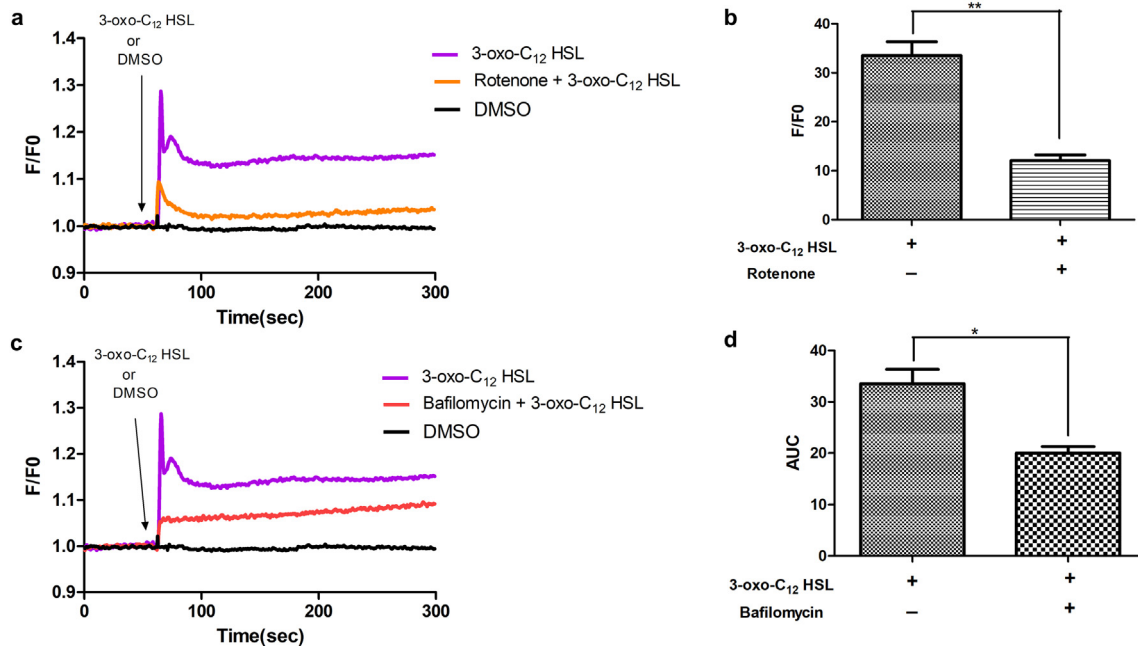 a
3-oxo-C₁₂ HSL
or
DMSO
1.4
1.3
1.2
1.1
1.0
0.9
F/F0
0 100 200 300
Time(sec)
3-oxo-C₁₂ HSL
Rotenone + 3-oxo-C₁₂ HSL
DMSO
b
**
40
30
20
10
0
F/F0
3-oxo-C₁₂ HSL + +
Rotenone – +
c
3-oxo-C₁₂ HSL
or
DMSO
1.4
1.3
1.2
1.1
1.0
0.9
F/F0
0 100 200 300
Time(sec)
3-oxo-C₁₂ HSL
Bafilomycin + 3-oxo-C₁₂ HSL
DMSO
d
*
40
30
20
10
0
AUC
3-oxo-C₁₂ HSL + +
Bafilomycin – +